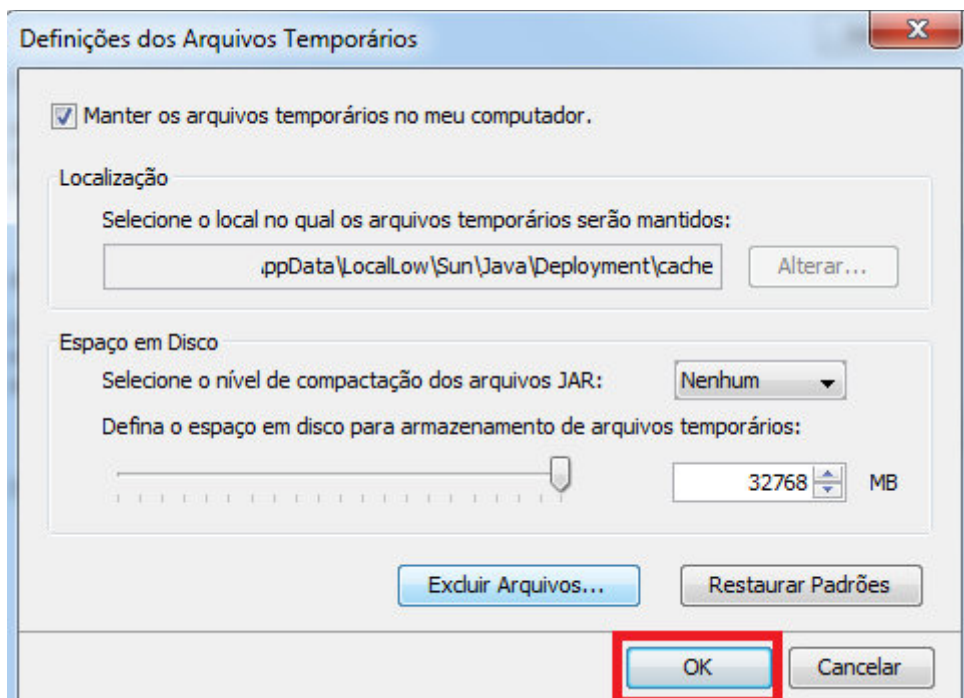 Definições dos Arquivos Temporários
Manter os arquivos temporários no meu computador.
Localização
Selecione o local no qual os arquivos temporários serão mantidos:
ppData\LocalLow\Sun\Java\Deployment\cache
Alterar...
Espaço em Disco
Selecione o nível de compactação dos arquivos JAR:
Nenhum
Defina o espaço em disco para armazenamento de arquivos temporários:
32768
MB
Excluir Arquivos...
Restaurar Padrões
OK
Cancelar